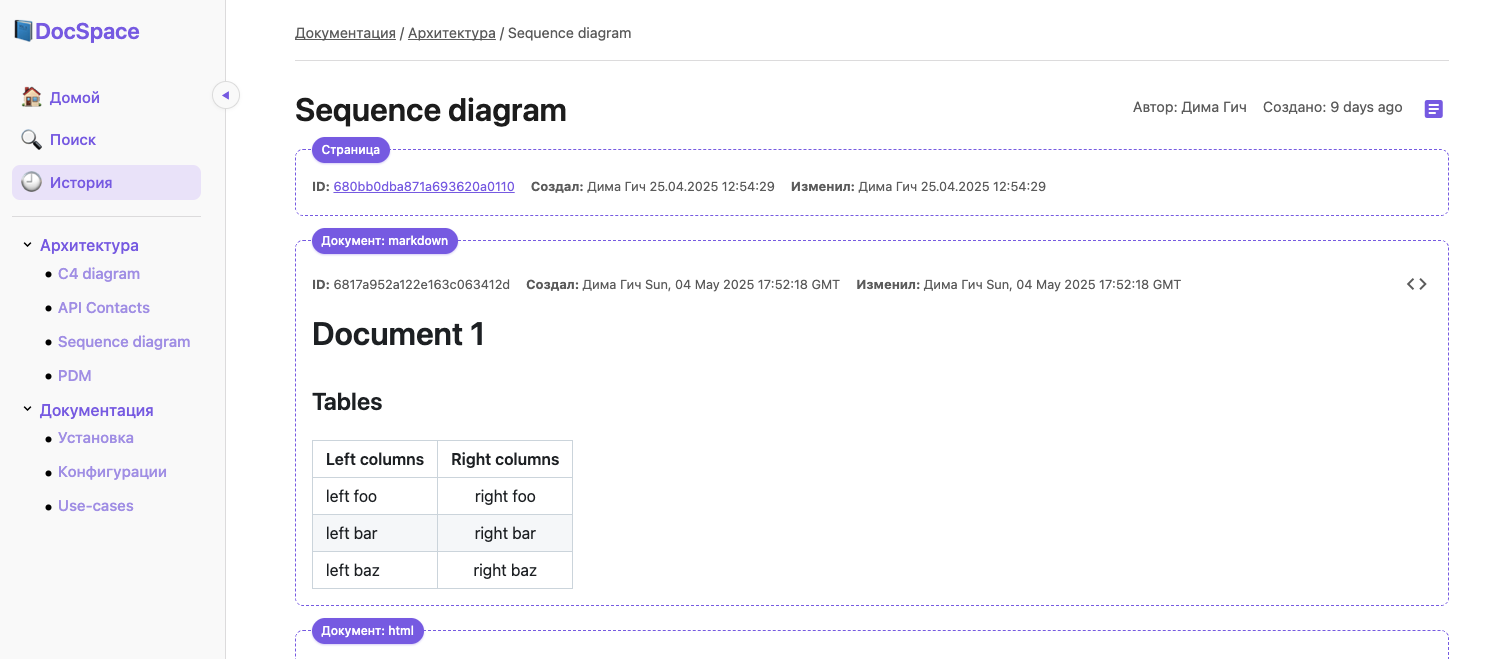 DocSpace
Домой
Поиск
История
Архитектура
C4 diagram
API Contacts
Sequence diagram
PDM
Документация
Установка
Конфигурации
Use-cases
Документация / Архитектура / Sequence diagram
Sequence diagram
Автор: Дима Гич Создано: 9 days ago
Страница
ID: 680bb0dba871a693620a0110 Создал: Дима Гич 25.04.2025 12:54:29 Изменил: Дима Гич 25.04.2025 12:54:29
Документ: markdown
ID: 6817a952a122e163c063412d Создал: Дима Гич Sun, 04 May 2025 17:52:18 GMT Изменил: Дима Гич Sun, 04 May 2025 17:52:18 GMT
Document 1
Tables
Left columns Right columns
left foo right foo
left bar right bar
left baz right baz
Документ: html